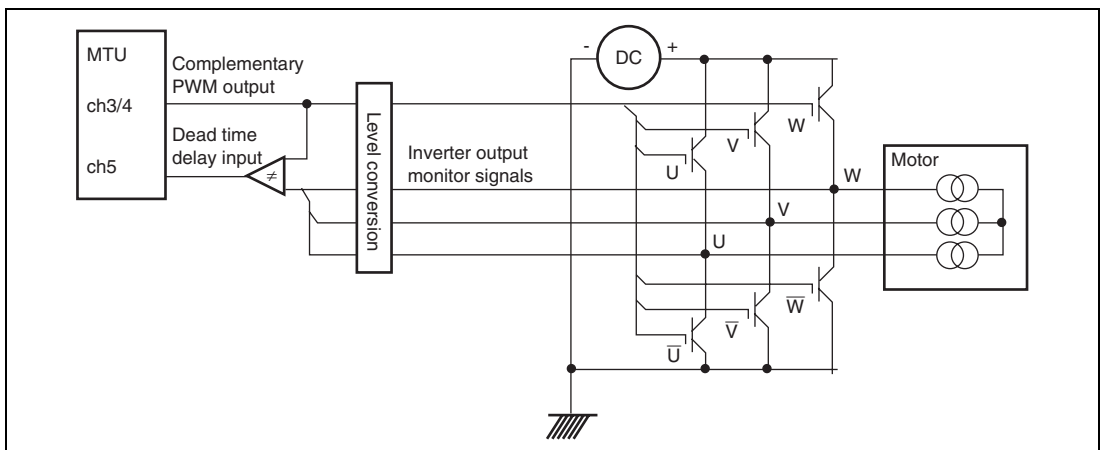 MTU
ch3/4
ch5
Complementary
PWM output
Dead time
delay input
≠
Level conversion
Inverter output
monitor signals
- DC +
W
V
U
W
V
U
W̅
V̅
U̅
Motor